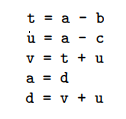 t = a - b
u = a - c
v = t + u
a = d
d = v + u